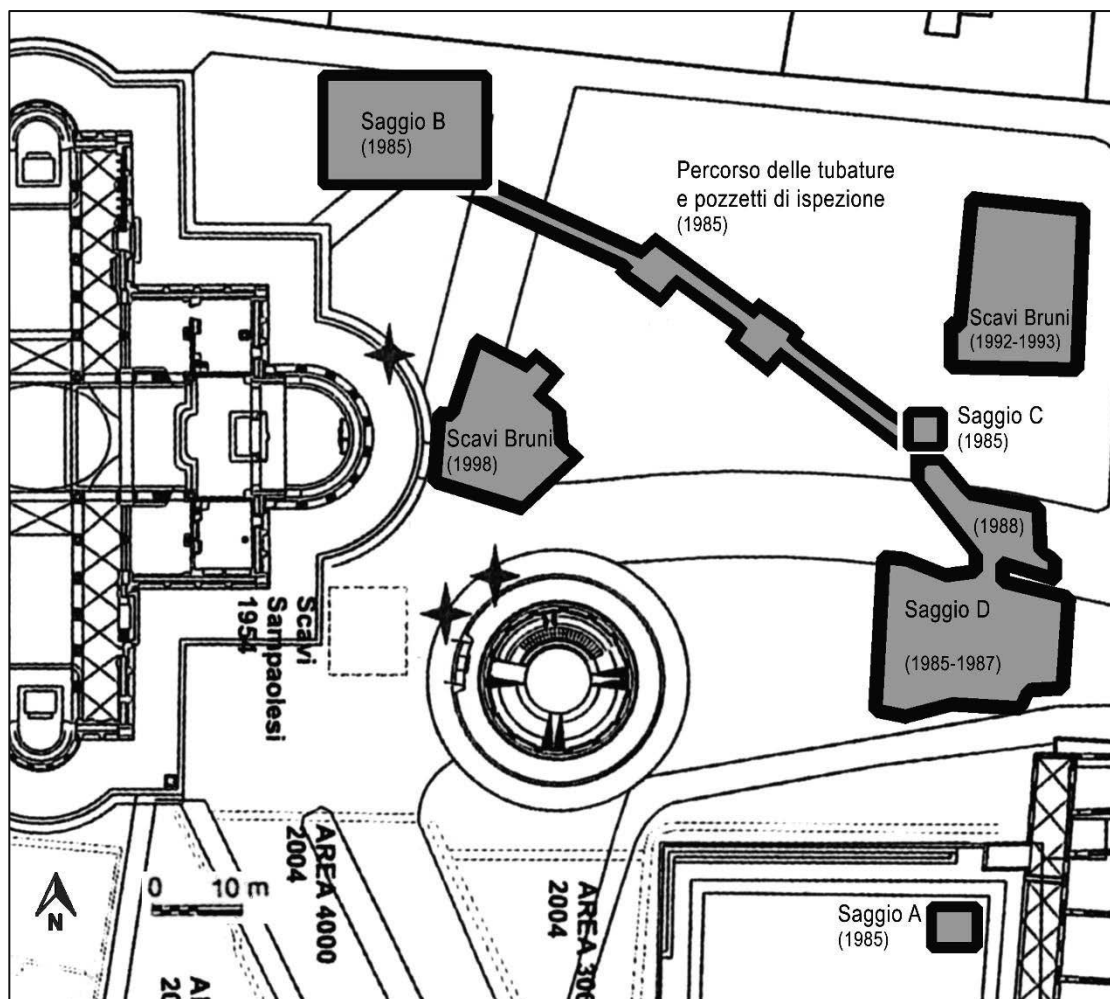 Saggio B
(1985)
Percorso delle tubature
e pozzetti di ispezione
(1985)
Scavi Bruni
(1992-1993)
Saggio C
(1985)
Scavi Bruni
(1998)
(1988)
Saggio D
(1985-1987)
Scavi
Sampaolesi
1954
AREA 4000
2004
AREA 306
2004
0 10 m
N
Saggio A
(1985)